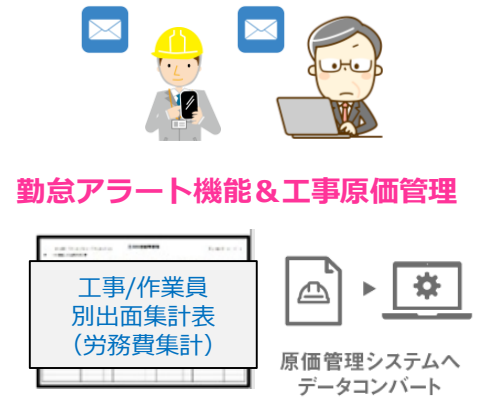 勤怠アラート機能＆工事原価管理
工事/作業員
別出面集計表
（労務費集計）
原価管理システムへ
データコンバート